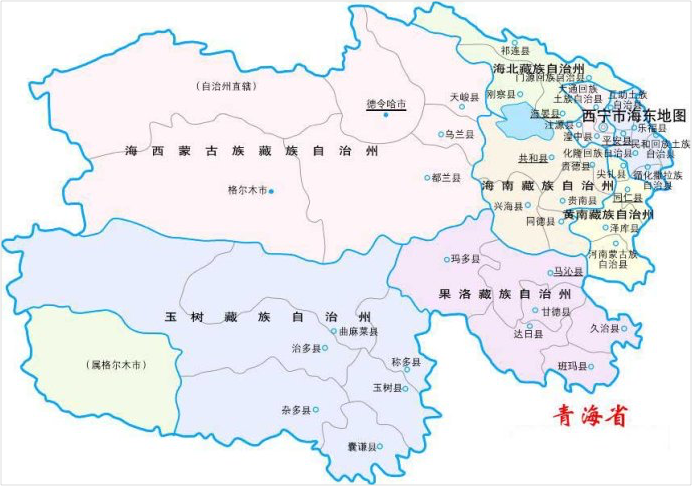 祁连县
海北藏族自治州
门源回族自治县
(自治州直辖)
刚察县
大通回族
土族自治县
互助土族
自治县
天峻县
德令哈市
海晏县
西宁市海东地图
湟源县
乐福县
乌兰县
湟中县
平安县
民和回族土族
自治县
海西蒙古族藏族自治州
共和县
化隆回族自治县
贵德县
尖扎县
循化撒拉族
自治县
都兰县
格尔木市
海南藏族自治州
同仁县
兴海县
贵南县
黄南藏族自治州
同德县
泽库县
河南蒙古族
自治县
玛多县
玛沁县
果洛藏族自治州
玉树藏族自治州
甘德县
曲麻莱县
达日县
久治县
治多县
(属格尔木市)
称多县
班玛县
玉树县
杂多县
青海省
囊谦县